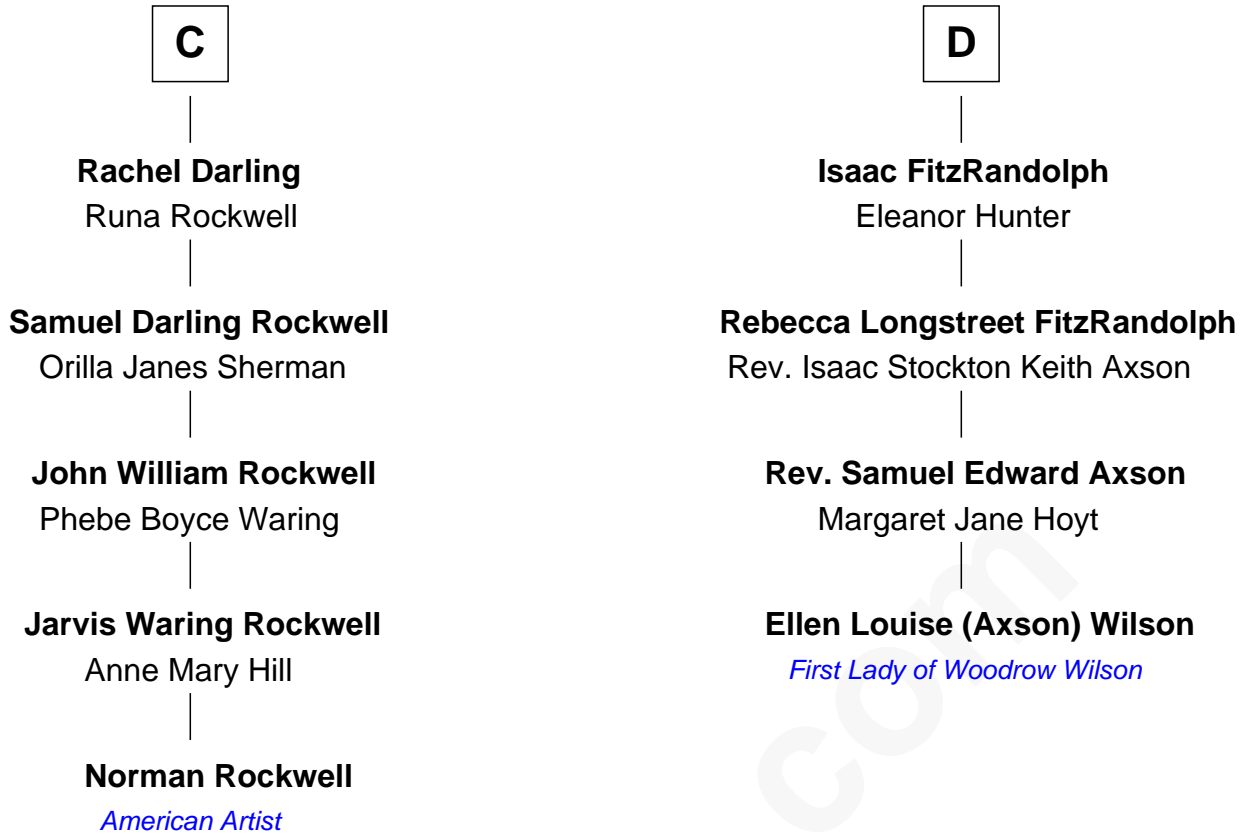 C
Rachel Darling
Runa Rockwell
Samuel Darling Rockwell
Orilla Janes Sherman
John William Rockwell
Phebe Boyce Waring
Jarvis Waring Rockwell
Anne Mary Hill
Norman Rockwell
American Artist
D
Isaac FitzRandolph
Eleanor Hunter
Rebecca Longstreet FitzRandolph
Rev. Isaac Stockton Keith Axson
Rev. Samuel Edward Axson
Margaret Jane Hoyt
Ellen Louise (Axson) Wilson
First Lady of Woodrow Wilson
com